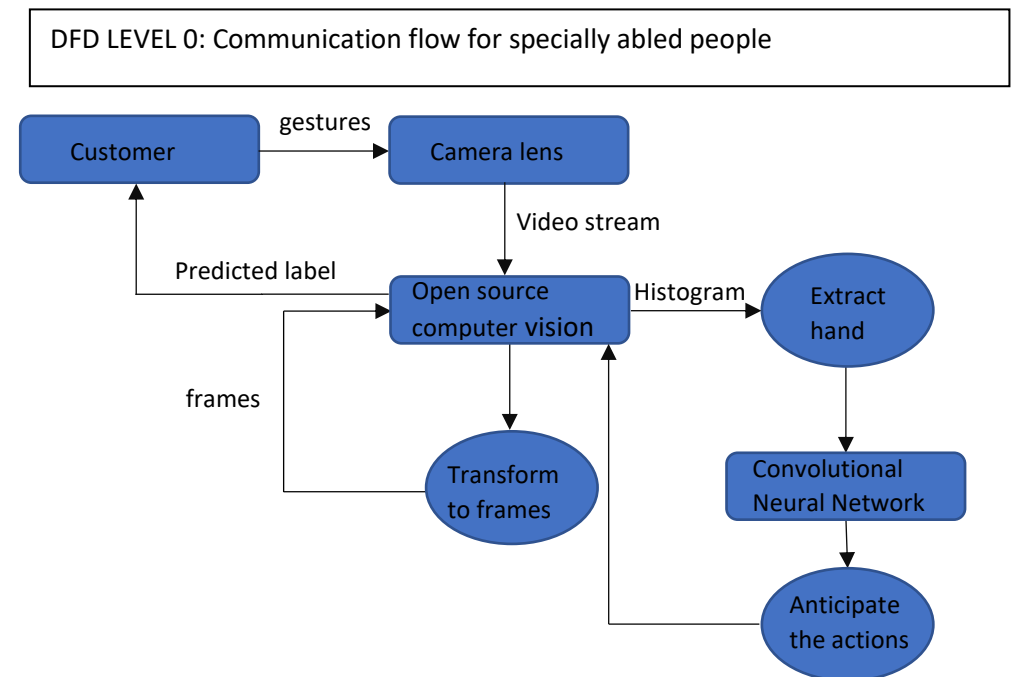 DFD LEVEL 0: Communication flow for specially abled people
gestures
Customer
Camera lens
Video stream
Predicted label
Open source
computer vision
Histogram
Extract
hand
frames
Transform
to frames
Convolutional
Neural Network
Anticipate
the actions